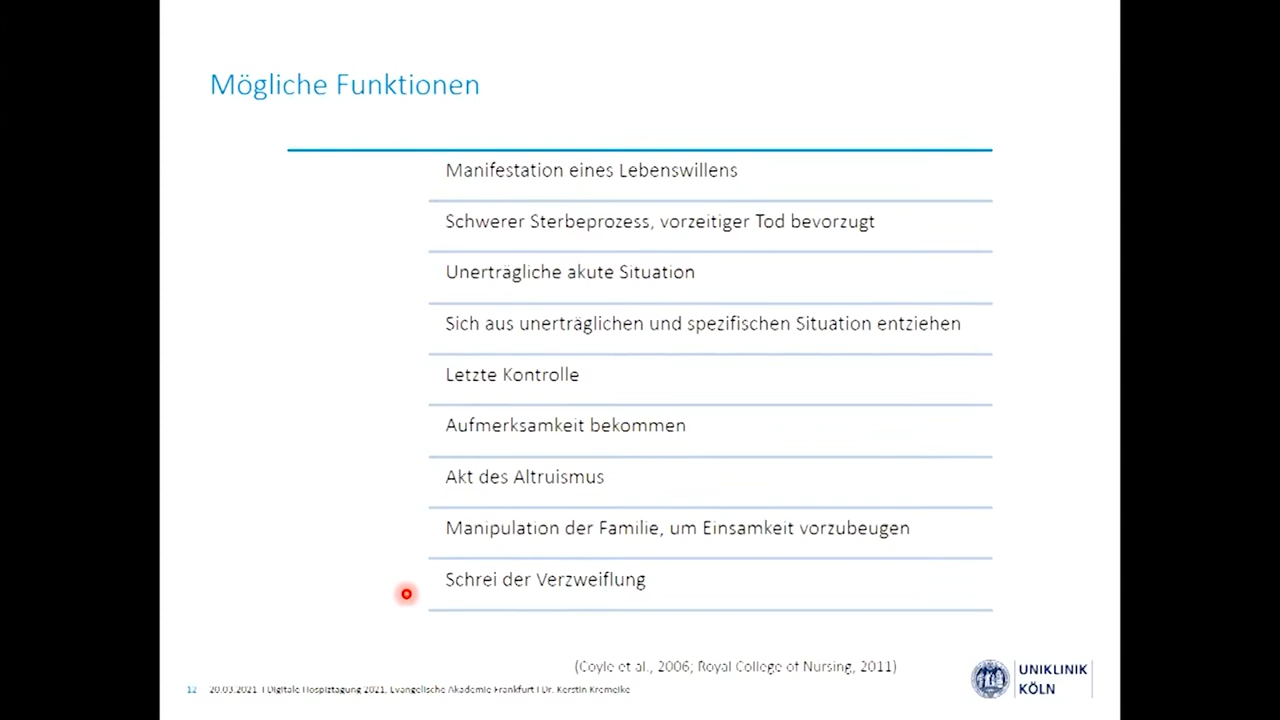 Mögliche Funktionen
Manifestation eines Lebenswillens
Schwerer Sterbeprozess, vorzeitiger Tod bevorzugt
Unerträgliche akute Situation
Sich aus unerträglichen und spezifischen Situation entziehen
Letzte Kontrolle
Aufmerksamkeit bekommen
Akt des Altruismus
Manipulation der Familie, um Einsamkeit vorzubeugen
Schrei der Verzweiflung
(Coyle et al., 2006; Royal College of Nursing, 2011)
12 20.03.2021 I Digitale Hospiztagung 2021, Evangelische Akademie Frankfurt I Dr. Kerstin Kremeike
UNIKLINIK
KÖLN